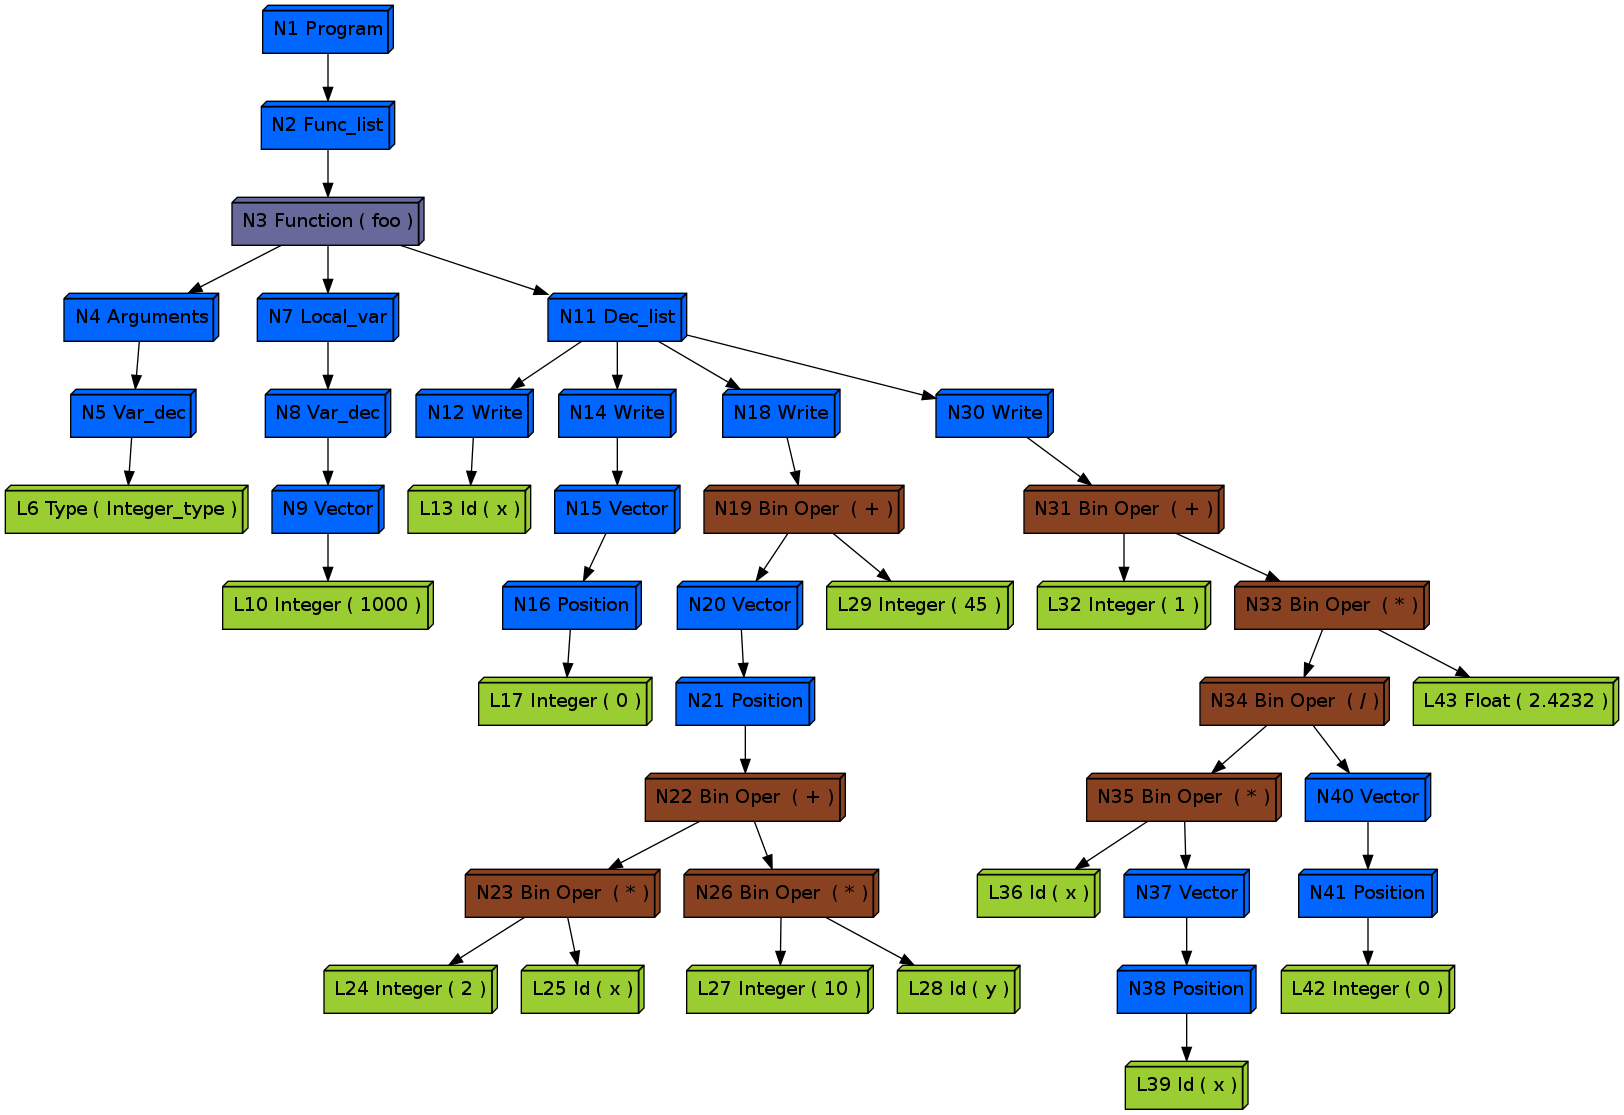 N1 Program
N2 Func_list
N3 Function ( foo )
N4 Arguments
N7 Local_var
N11 Dec_list
N5 Var_dec
N8 Var_dec
N12 Write
N14 Write
N18 Write
N30 Write
L6 Type ( Integer_type )
N9 Vector
L13 Id ( x )
N15 Vector
N19 Bin Oper ( + )
N31 Bin Oper ( + )
L10 Integer ( 1000 )
N16 Position
N20 Vector
L29 Integer ( 45 )
L32 Integer ( 1 )
N33 Bin Oper ( * )
L17 Integer ( 0 )
N21 Position
N34 Bin Oper ( / )
L43 Float ( 2.4232 )
N22 Bin Oper ( + )
N35 Bin Oper ( * )
N40 Vector
N23 Bin Oper ( * )
N26 Bin Oper ( * )
L36 Id ( x )
N37 Vector
N41 Position
L24 Integer ( 2 )
L25 Id ( x )
L27 Integer ( 10 )
L28 Id ( y )
N38 Position
L42 Integer ( 0 )
L39 Id ( x )